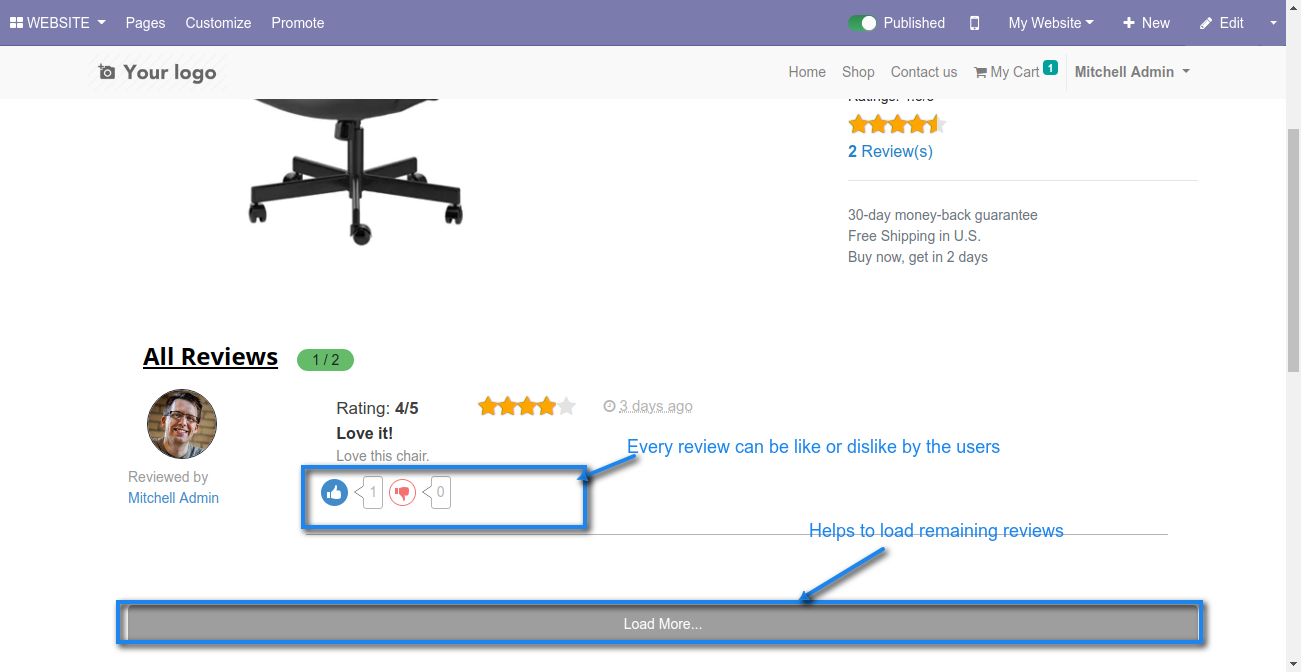 WEBSITE Pages Customize Promote Published My Website New Edit
Your logo Home Shop Contact us My Cart 1 Mitchell Admin
2 Review(s)
30-day money-back guarantee
Free Shipping in U.S.
Buy now, get in 2 days
All Reviews 1 / 2
Rating: 4/5 3 days ago
Love it!
Every review can be like or dislike by the users
Love this chair.
Reviewed by
Mitchell Admin
1 0
Helps to load remaining reviews
Load More...